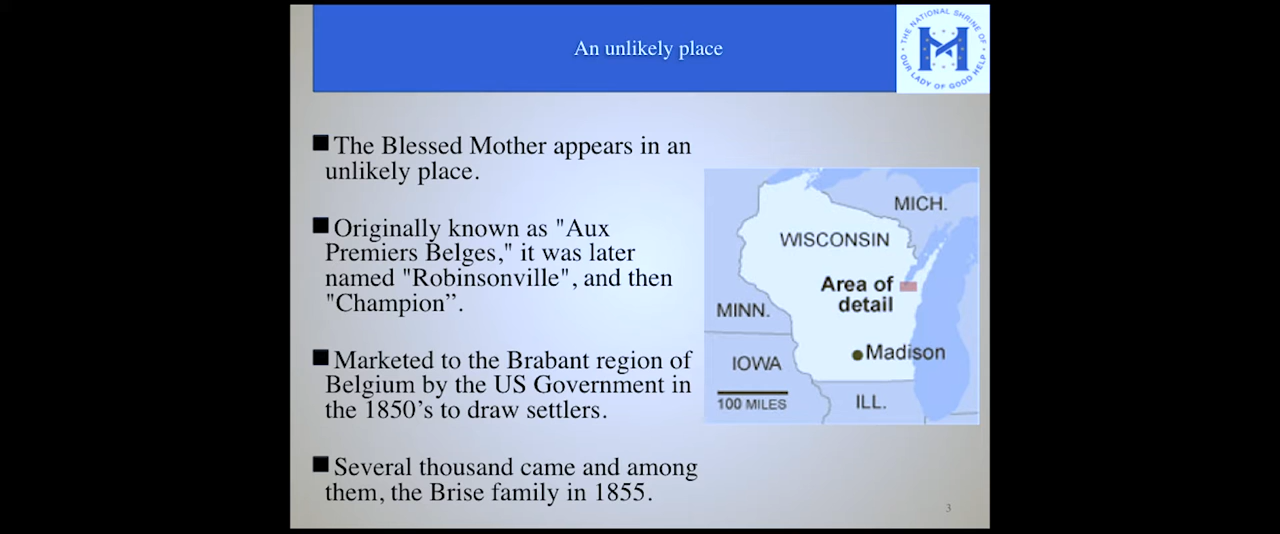 An unlikely place
THE NATIONAL SHRINE OF
OUR LADY OF GOOD HELP
■ The Blessed Mother appears in an
unlikely place.
■ Originally known as "Aux
Premiers Belges," it was later
named "Robinsonville", and then
"Champion”.
■ Marketed to the Brabant region of
Belgium by the US Government in
the 1850’s to draw settlers.
■ Several thousand came and among
them, the Brise family in 1855.
MICH.
WISCONSIN
Area of
detail
MINN.
Madison
IOWA
100 MILES
ILL.
3